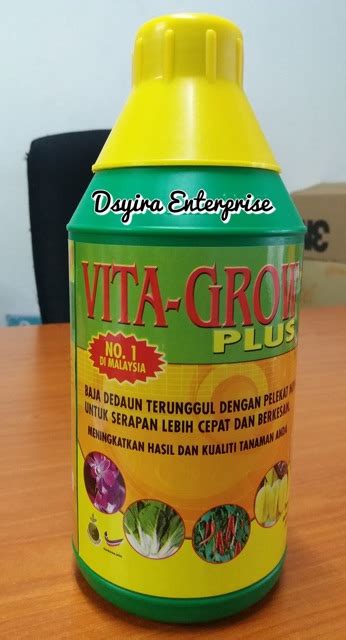 Dsyira Enterprise
VITA-GROW
PLUS
NO. 1
DI MALAYSIA
BAJA DEDAUN TERUNGGUL DENGAN PELEKAT
UNTUK SERAPAN LEBIH CEPAT DAN BERKESAN.
MENINGKATKAN HASIL DAN KUALITI TANAMAN ANDA